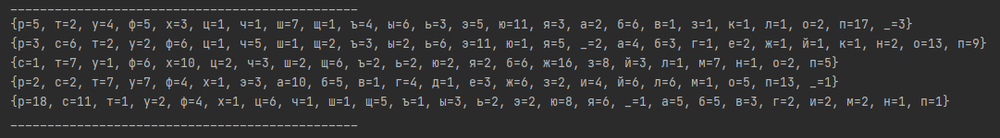 ________________________________________________
{р=5, т=2, у=4, ф=5, х=3, ц=1, ч=1, ш=7, щ=1, ъ=4, ы=6, ь=3, э=5, ю=11, я=3, а=2, б=6, в=1, з=1, к=1, л=1, о=2, п=17, _=3}
{р=3, с=6, т=2, у=2, ф=6, ц=1, ч=5, ш=1, щ=2, ъ=3, ы=2, ь=6, э=11, ю=1, я=5, _=2, а=4, б=3, г=1, е=2, ж=1, й=1, к=1, н=2, о=13, п=9}
{с=1, т=7, у=1, ф=6, х=10, ц=2, ч=3, ш=2, щ=6, ъ=2, ь=2, ю=2, я=2, б=6, ж=16, з=8, й=3, л=1, м=7, н=1, о=2, п=5}
{р=2, с=2, т=7, у=7, ф=4, х=1, э=3, а=10, б=5, в=1, г=4, д=1, е=3, ж=6, з=2, и=4, й=6, л=6, м=1, о=5, п=13, _=1}
{р=18, с=11, т=1, у=2, ф=4, х=1, ц=6, ч=1, ш=1, щ=5, ъ=1, ы=3, ь=2, э=2, ю=8, я=6, _=1, а=5, б=5, в=3, г=2, и=2, м=2, н=1, п=1}
________________________________________________